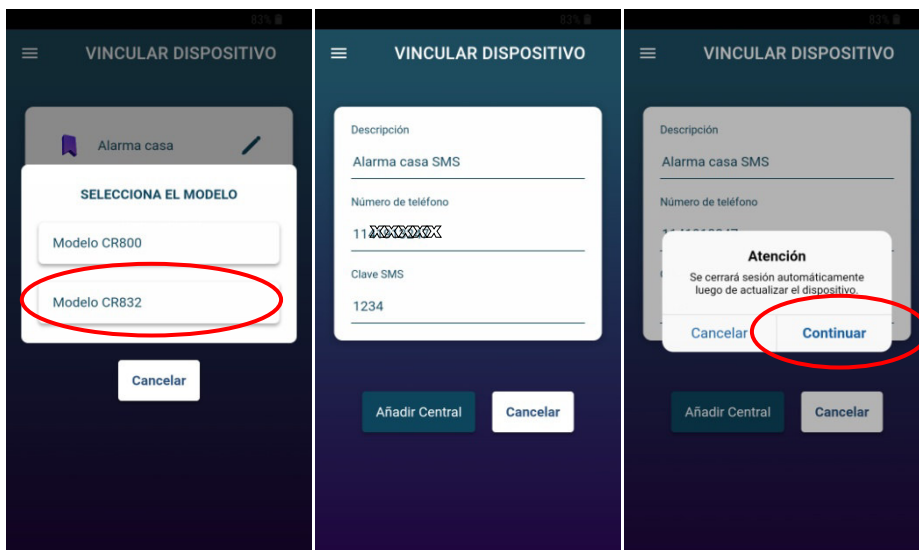 83%
VINCULAR DISPOSITIVO
Alarma casa
SELECCIONA EL MODELO
Modelo CR800
Modelo CR832
Cancelar
83%
VINCULAR DISPOSITIVO
Descripción
Alarma casa SMS
Número de teléfono
11
Clave SMS
1234
Añadir Central
Cancelar
83%
VINCULAR DISPOSITIVO
Descripción
Alarma casa SMS
Número de teléfono
Atención
Se cerrará sesión automáticamente
luego de actualizar el dispositivo.
Cancelar
Continuar
Añadir Central
Cancelar